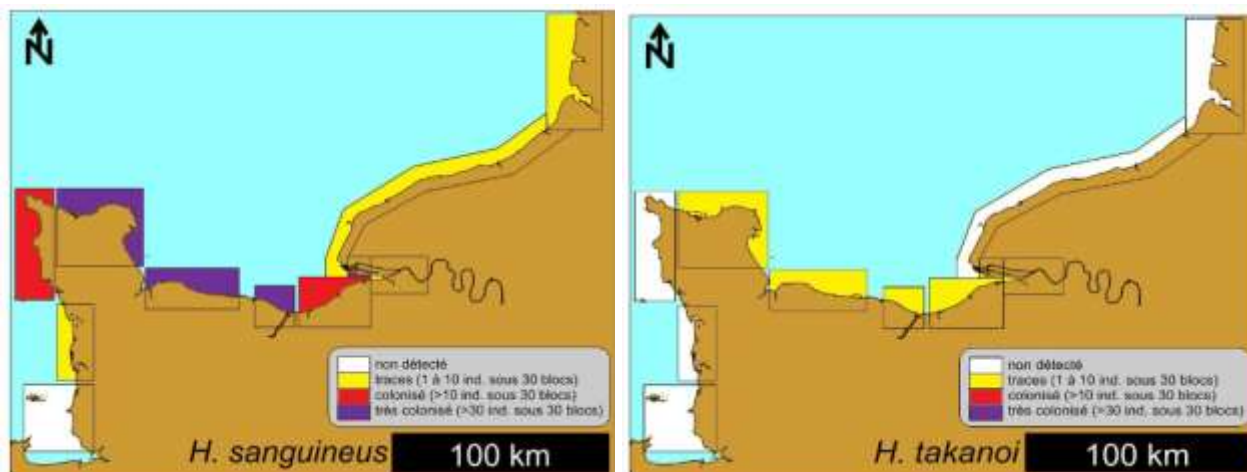 N
non détecté
traces (1 à 10 ind. sous 30 blocs)
colonisé (>10 ind. sous 30 blocs)
très colonisé (>30 ind. sous 30 blocs)
H. sanguineus
100 km
N
non détecté
traces (1 à 10 ind. sous 30 blocs)
colonisé (>10 ind. sous 30 blocs)
très colonisé (>30 ind. sous 30 blocs)
H. takanoi
100 km